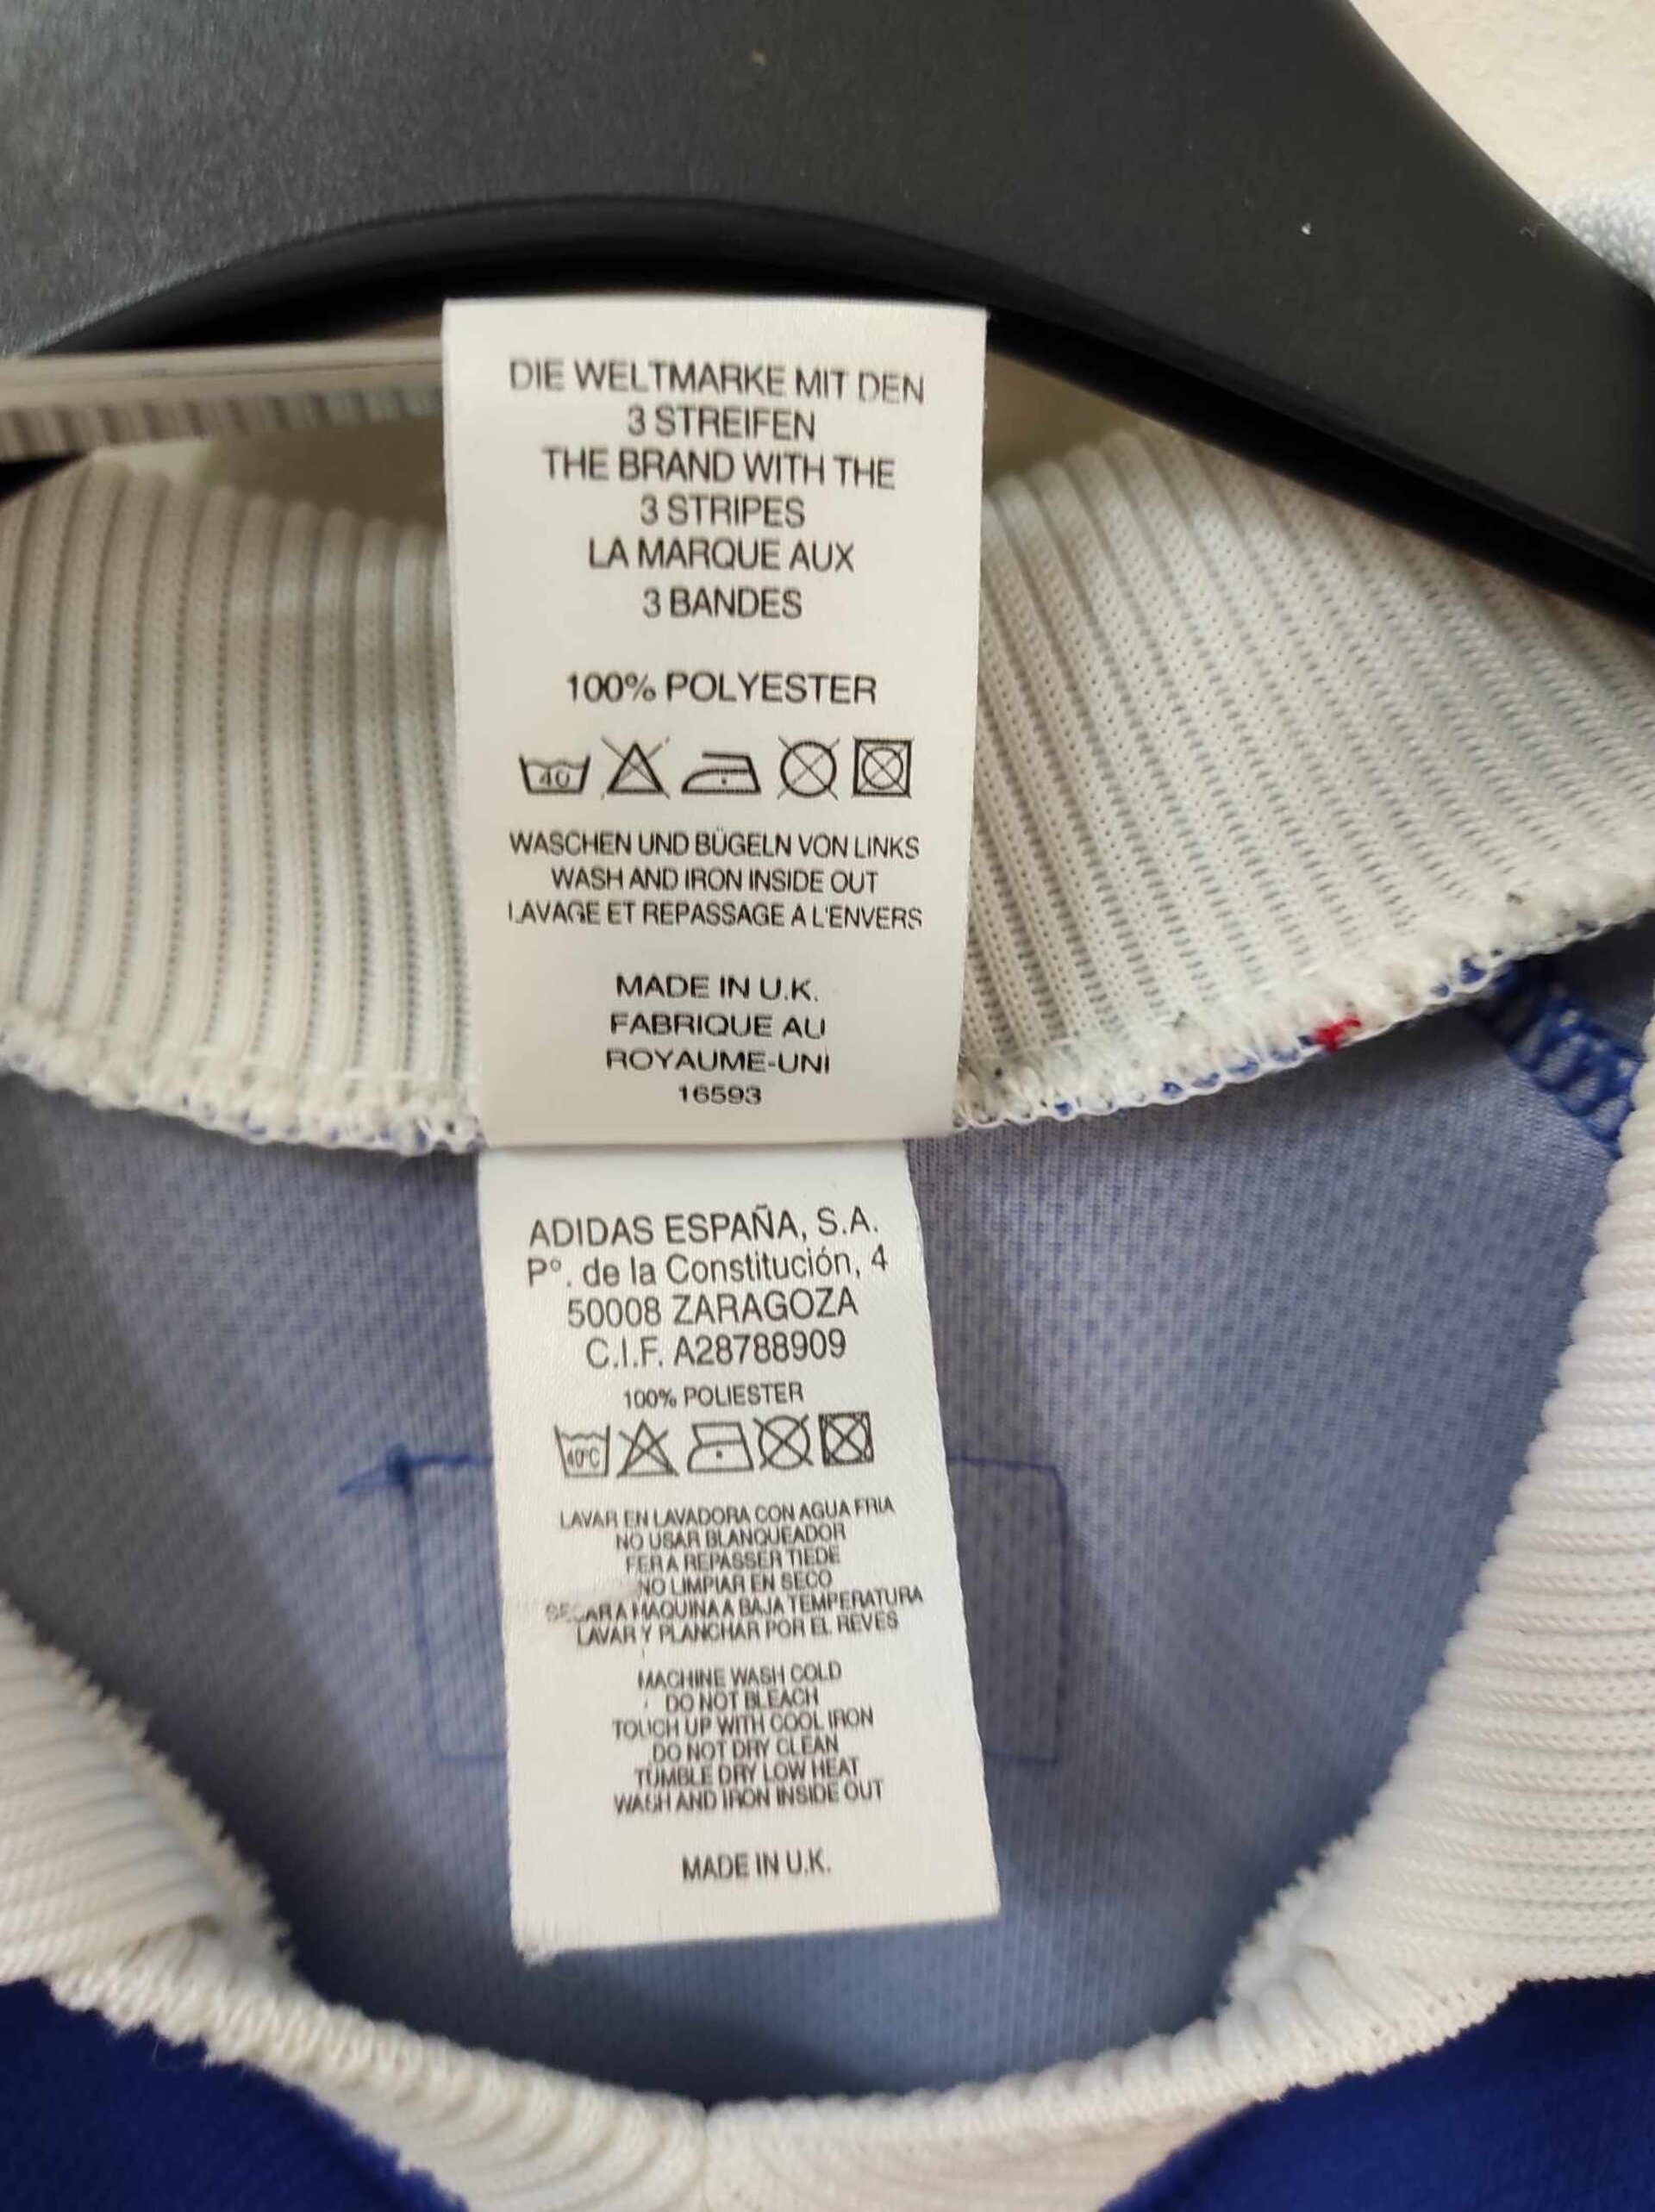 DIE WELTMARKE MIT DEN
3 STREIFEN
THE BRAND WITH THE
3 STRIPES
LA MARQUE AUX
3 BANDES
100% POLYESTER
40
WASCHEN UND BÜGELN VON LINKS
WASH AND IRON INSIDE OUT
LAVAGE ET REPASSAGE A L'ENVERS
MADE IN U.K.
FABRIQUE AU
ROYAUME-UNI
16593
ADIDAS ESPAÑA, S.A.
Pº. de la Constitución, 4
50008 ZARAGOZA
C.I.F. A28788909
100% POLIESTER
40°C
LAVAR EN LAVADORA CON AGUA FRIA
NO USAR BLANQUEADOR
FER A REPASSER TIEDE
NO LIMPIAR EN SECO
SECAR A MAQUINA A BAJA TEMPERATURA
LAVAR Y PLANCHAR POR EL REVES
MACHINE WASH COLD
DO NOT BLEACH
TOUCH UP WITH COOL IRON
DO NOT DRY CLEAN
TUMBLE DRY LOW HEAT
WASH AND IRON INSIDE OUT
MADE IN U.K.